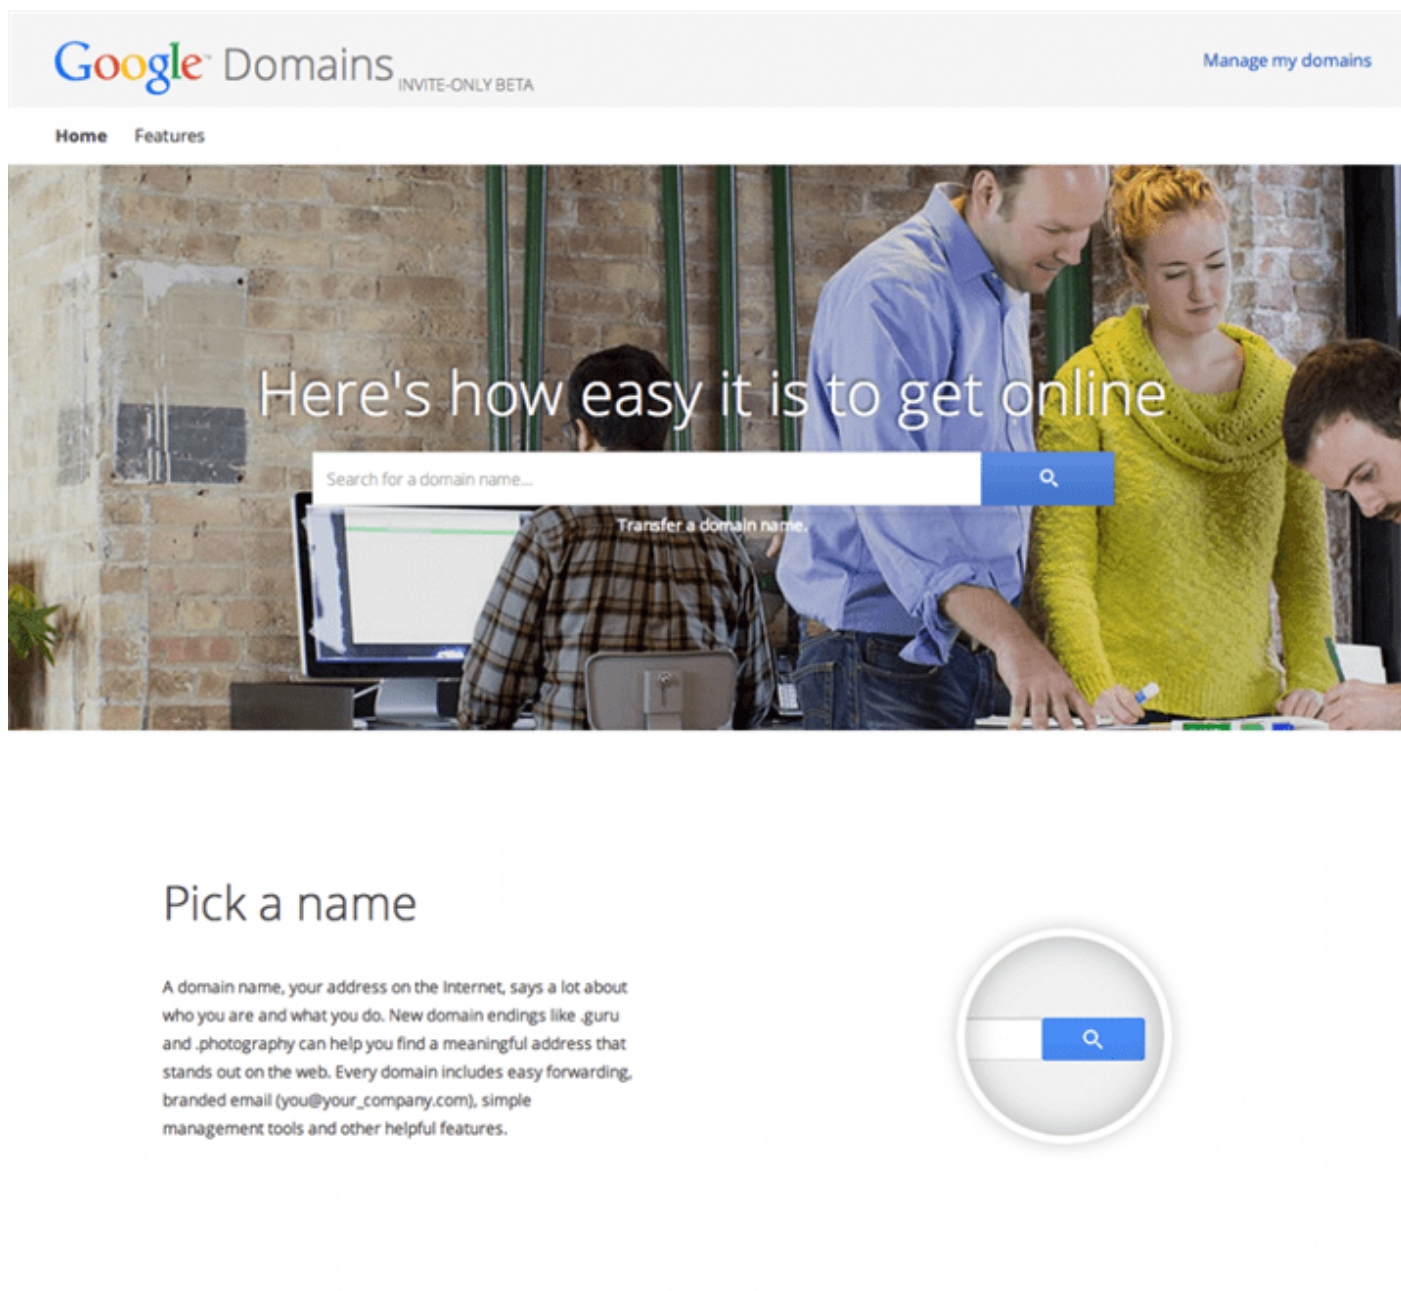 Google™ Domains INVITE-ONLY BETA
Manage my domains
Home Features
Here's how easy it is to get online
Search for a domain name...
Transfer a domain name.
Pick a name
A domain name, your address on the Internet, says a lot about
who you are and what you do. New domain endings like .guru
and .photography can help you find a meaningful address that
stands out on the web. Every domain includes easy forwarding,
branded email (you@your_company.com), simple
management tools and other helpful features.